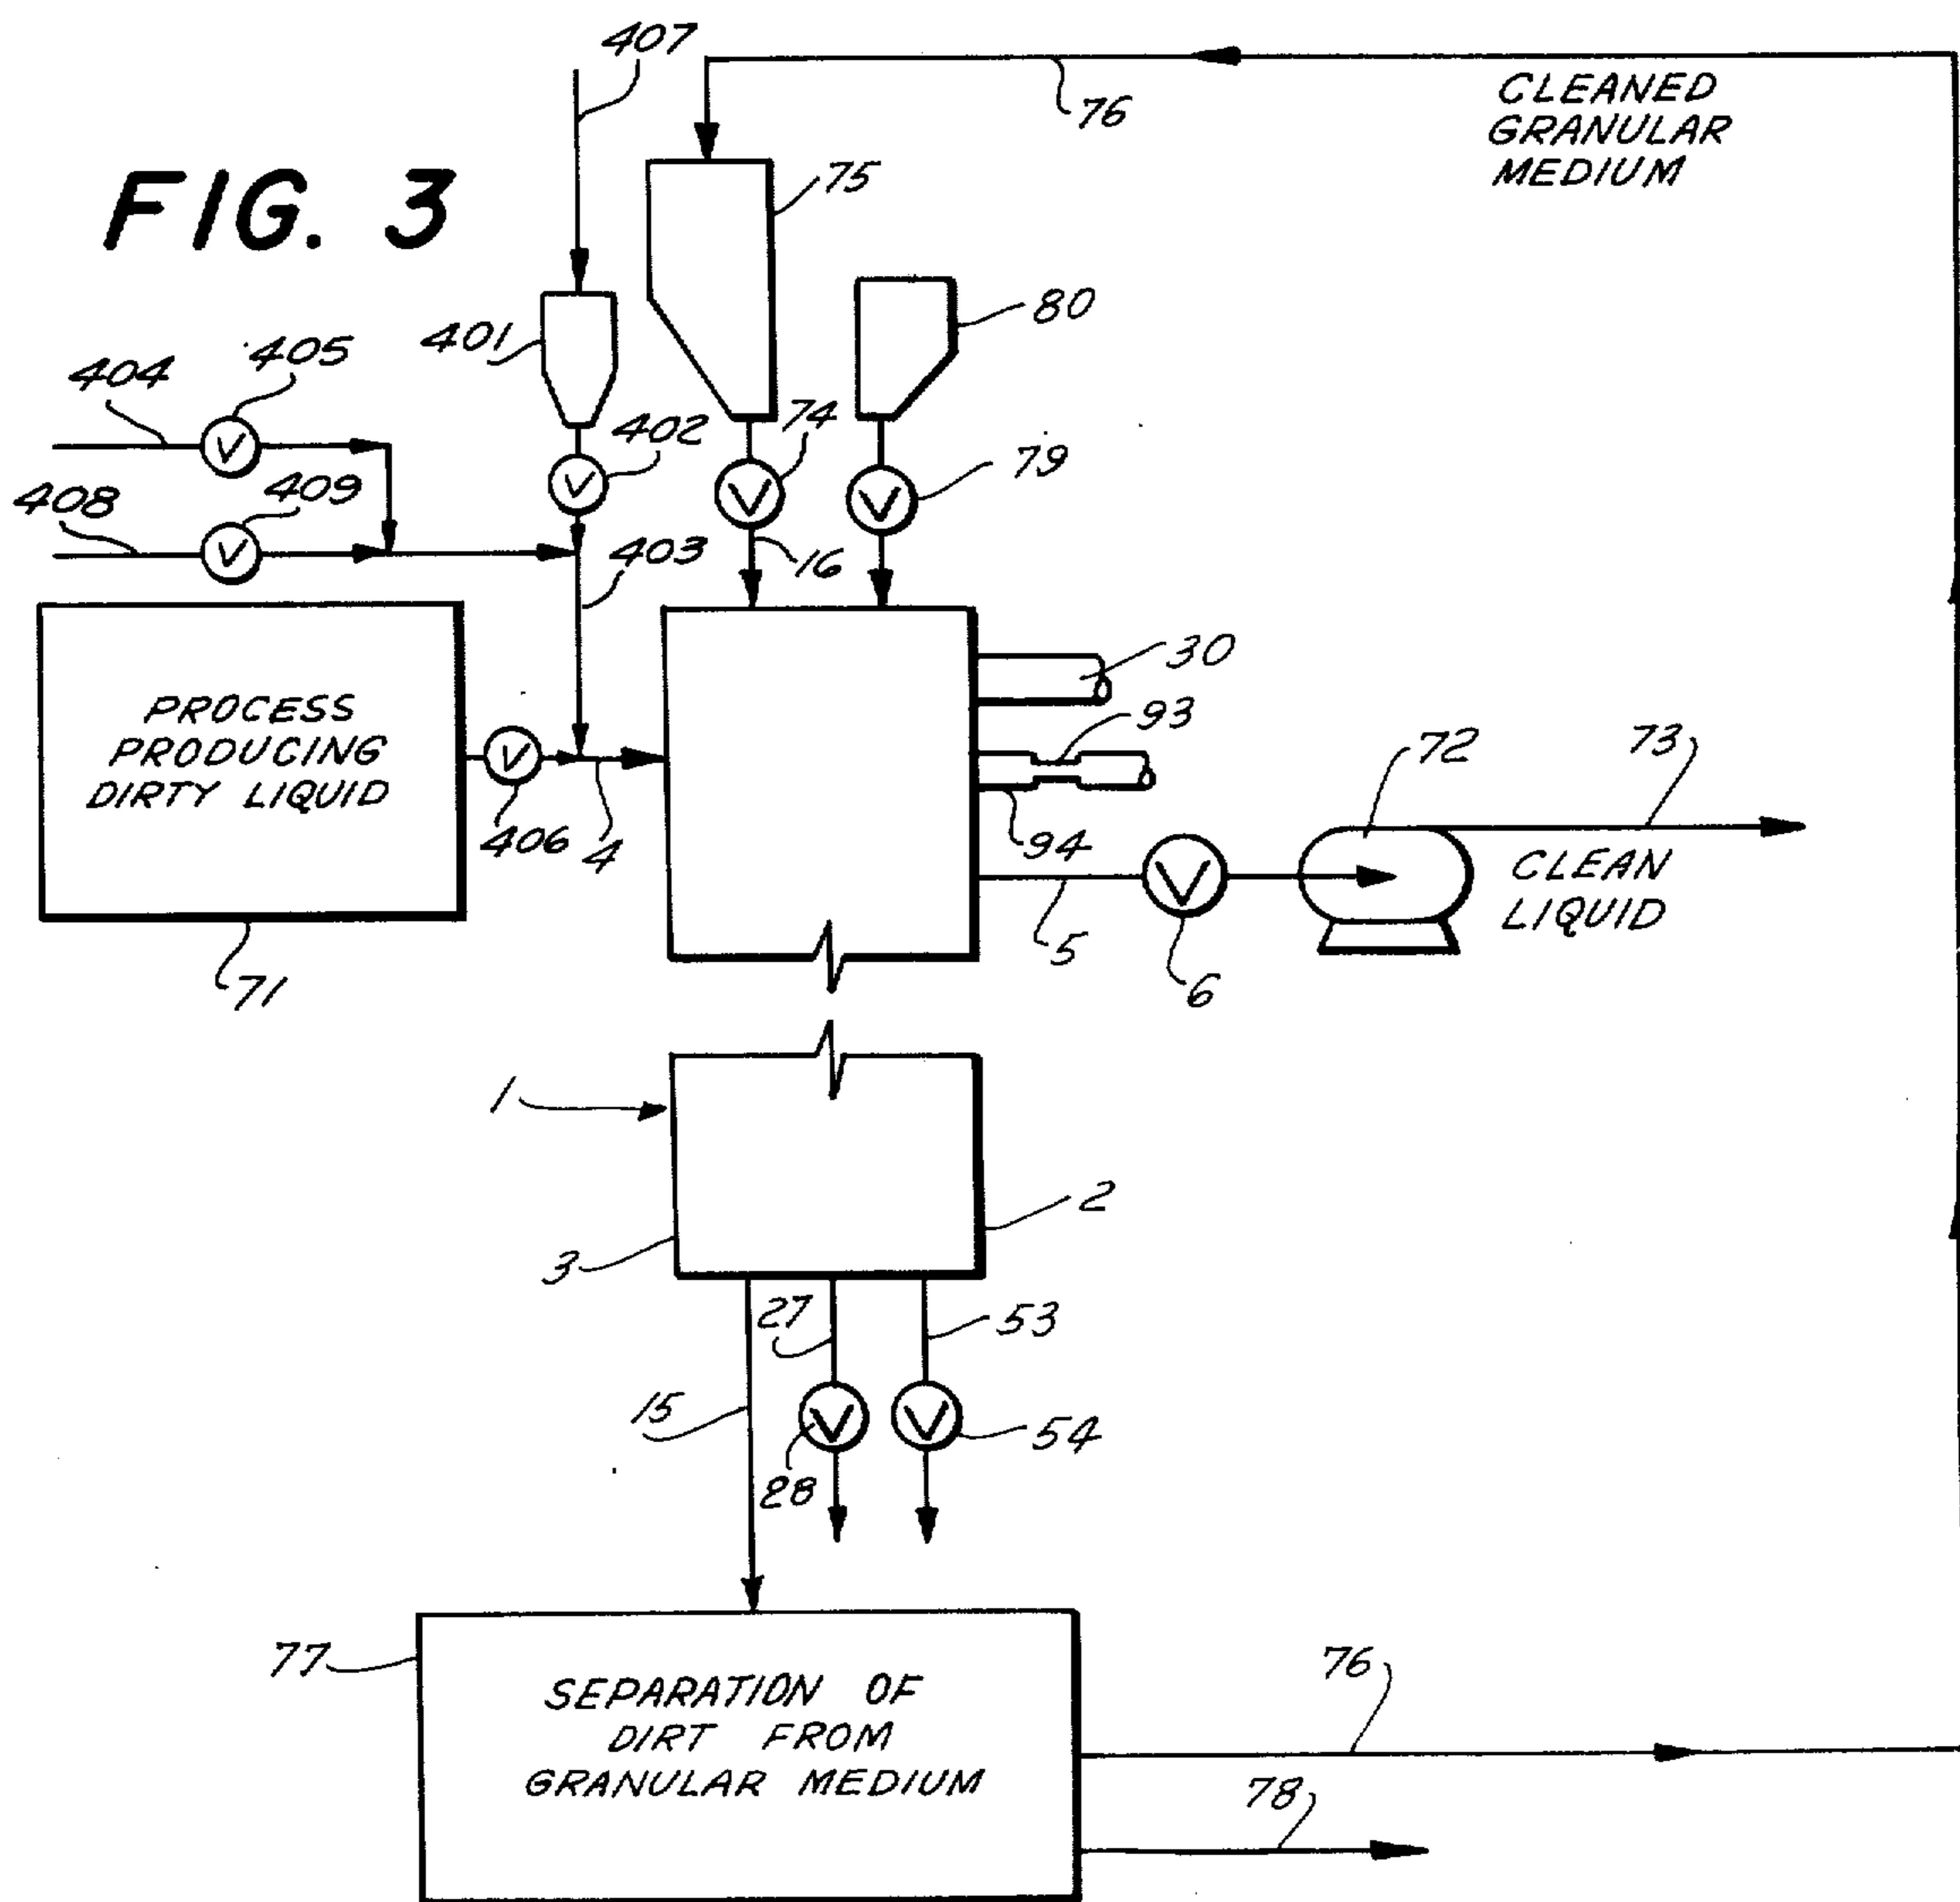 407
76
CLEANED
GRANULAR
MEDIUM
FIG. 3
75
80
401
405
404
402
74
V
V
79
409
408
V
V
V
16
403
30
PROCESS
PRODUCING
DIRTY LIQUID
93
V
72
73
406
4
94
V
CLEAN
LIQUID
5
6
71
1
2
3
27
53
15
V
V
54
28
77
76
SEPARATION OF
DIRT FROM
GRANULAR MEDIUM
78